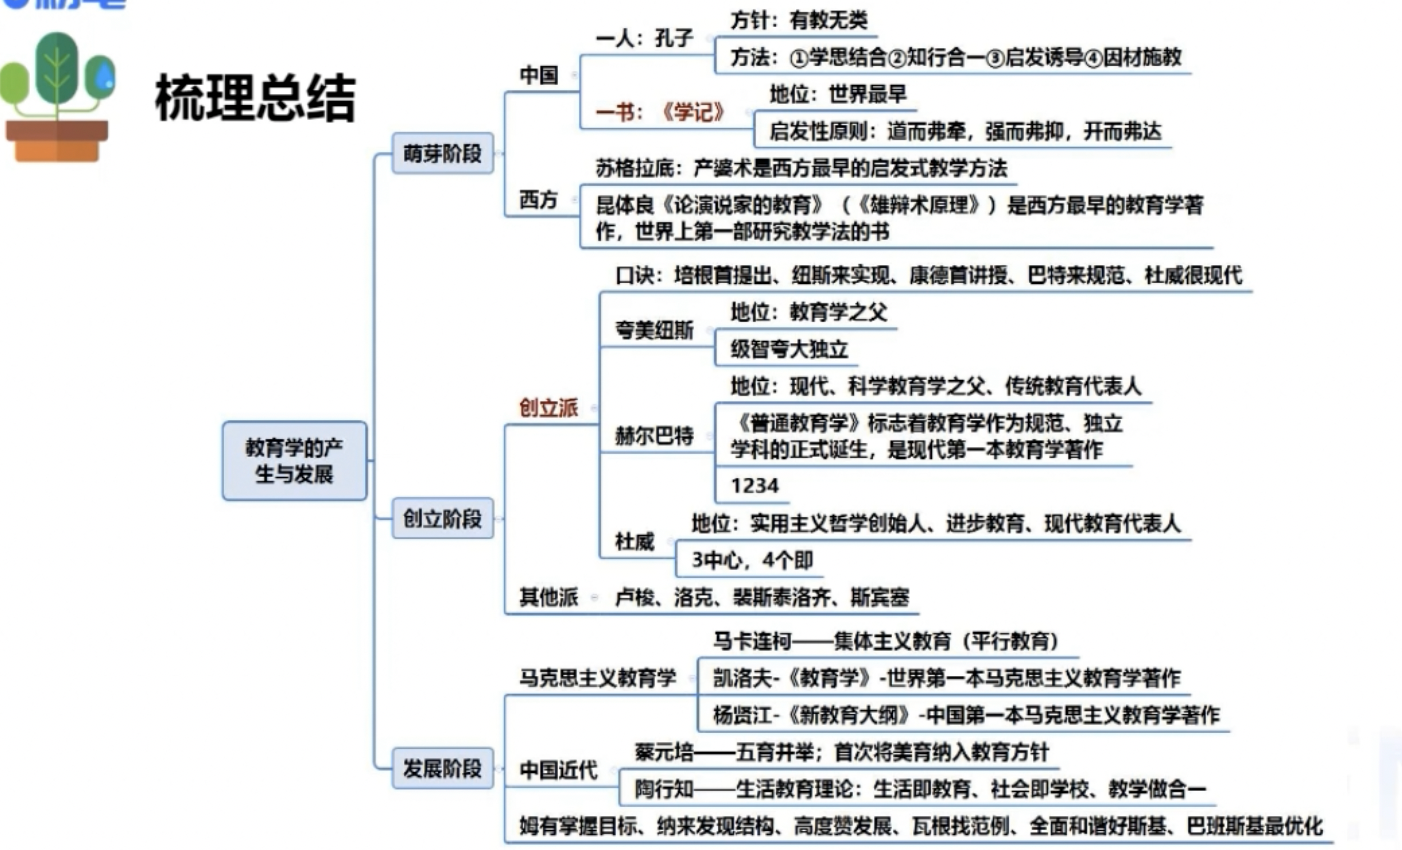 梳理总结
教育学的产
生与发展
萌芽阶段
中国
一人：孔子
方针：有教无类
方法：①学思结合②知行合一③启发诱导④因材施教
一书：《学记》
地位：世界最早
启发性原则：道而弗牵，强而弗抑，开而弗达
西方
苏格拉底：产婆术是西方最早的启发式教学方法
昆体良《论演说家的教育》（《雄辩术原理》）是西方最早的教育学著
作，世界上第一部研究教学法的书
创立阶段
创立派
口诀：培根首提出、纽斯来实现、康德首讲授、巴特来规范、杜威很现代
夸美纽斯
地位：教育学之父
级智夸大独立
赫尔巴特
地位：现代、科学教育学之父、传统教育代表人
《普通教育学》标志着教育学作为规范、独立
学科的正式诞生，是现代第一本教育学著作
1234
杜威
地位：实用主义哲学创始人、进步教育、现代教育代表人
3中心，4个即
其他派
卢梭、洛克、裴斯泰洛齐、斯宾塞
发展阶段
马克思主义教育学
马卡连柯——集体主义教育（平行教育）
凯洛夫-《教育学》-世界第一本马克思主义教育学著作
杨贤江-《新教育大纲》-中国第一本马克思主义教育学著作
中国近代
蔡元培——五育并举；首次将美育纳入教育方针
陶行知——生活教育理论：生活即教育、社会即学校、教学做合一
姆有掌握目标、纳来发现结构、高度赞发展、瓦根找范例、全面和谐好斯基、巴班斯基最优化